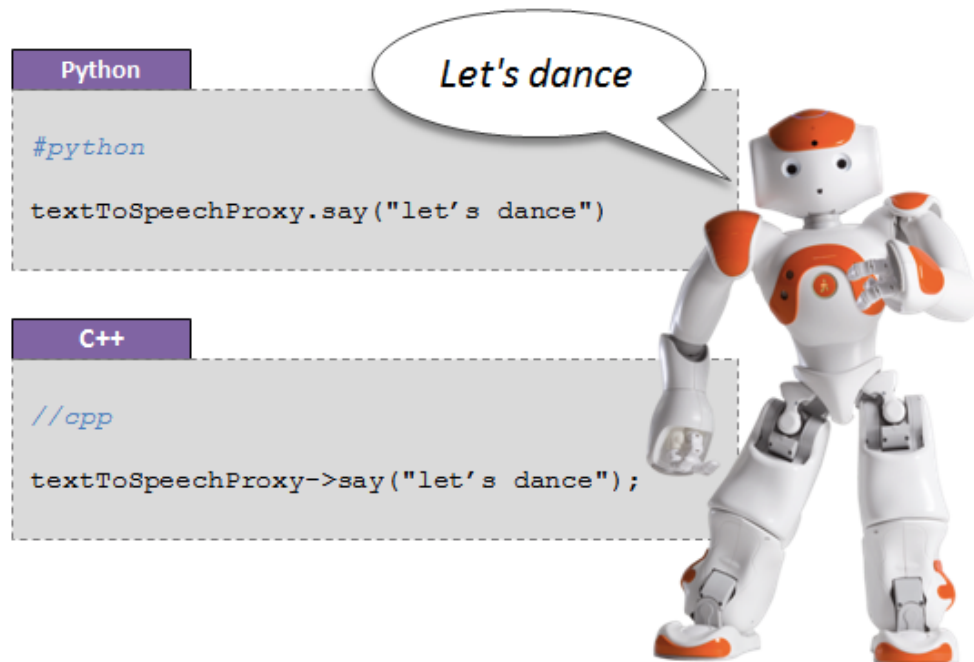 Let's dance
Python
#python
textToSpeechProxy.say("let’s dance")
C++
//cpp
textToSpeechProxy->say("let’s dance");